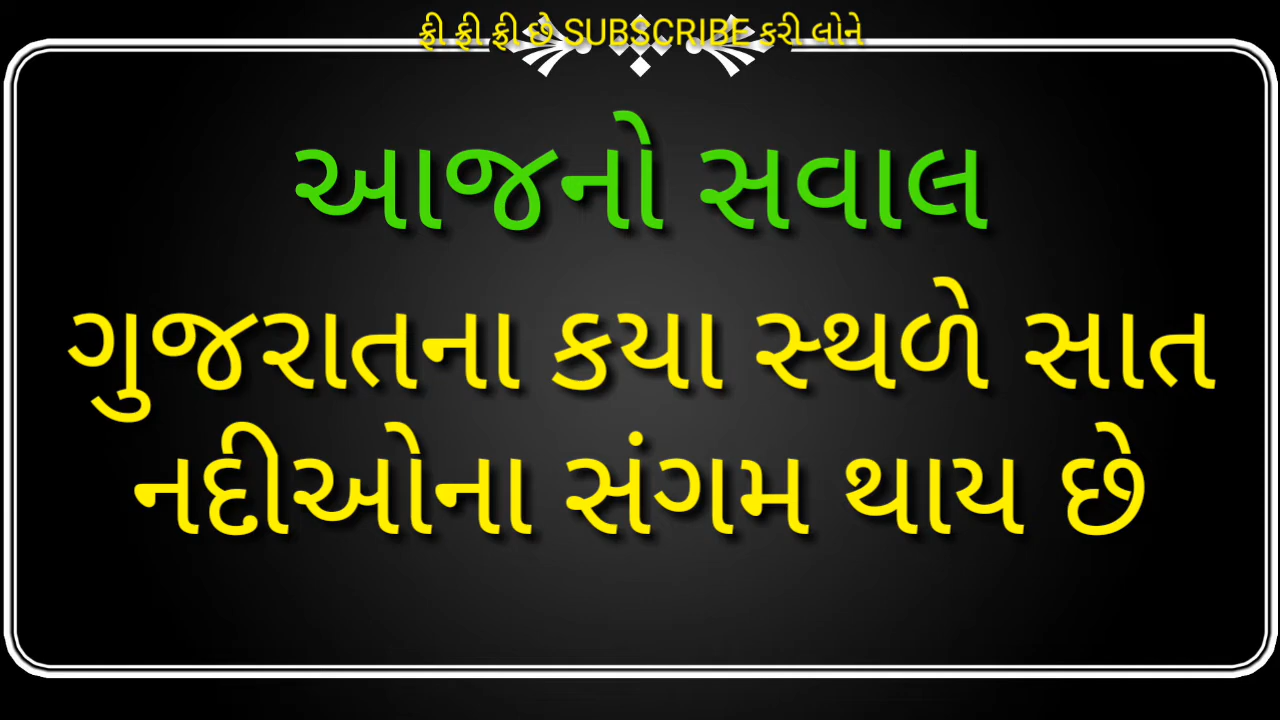 ફ્રી ફ્રી ફ્રી છે SUBSCRIBE કરી લોને
આજનો સવાલ
ગુજરાતના કયા સ્થળે સાત
નદીઓના સંગમ થાય છે